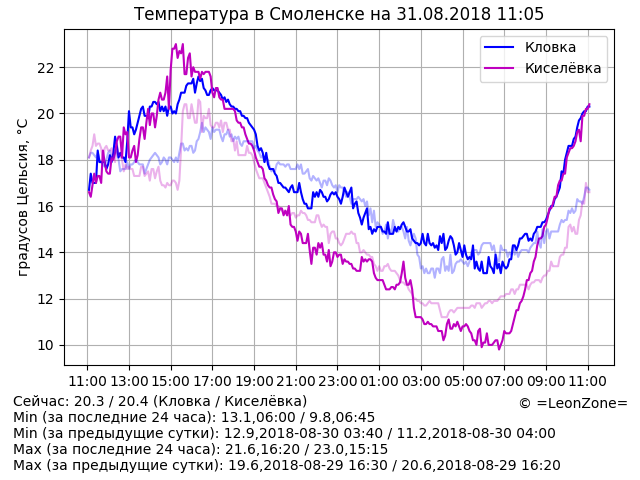 Температура в Смоленске на 31.08.2018 11:05
Кловка
Киселёвка
градусов Цельсия, °C
22
20
18
16
14
12
10
11:00 13:00 15:00 17:00 19:00 21:00 23:00 01:00 03:00 05:00 07:00 09:00 11:00
Сейчас: 20.3 / 20.4 (Кловка / Киселёвка)
© =LeonZone=
Min (за последние 24 часа): 13.1,06:00 / 9.8,06:45
Min (за предыдущие сутки): 12.9,2018-08-30 03:40 / 11.2,2018-08-30 04:00
Max (за последние 24 часа): 21.6,16:20 / 23.0,15:15
Max (за предыдущие сутки): 19.6,2018-08-29 16:30 / 20.6,2018-08-29 16:20